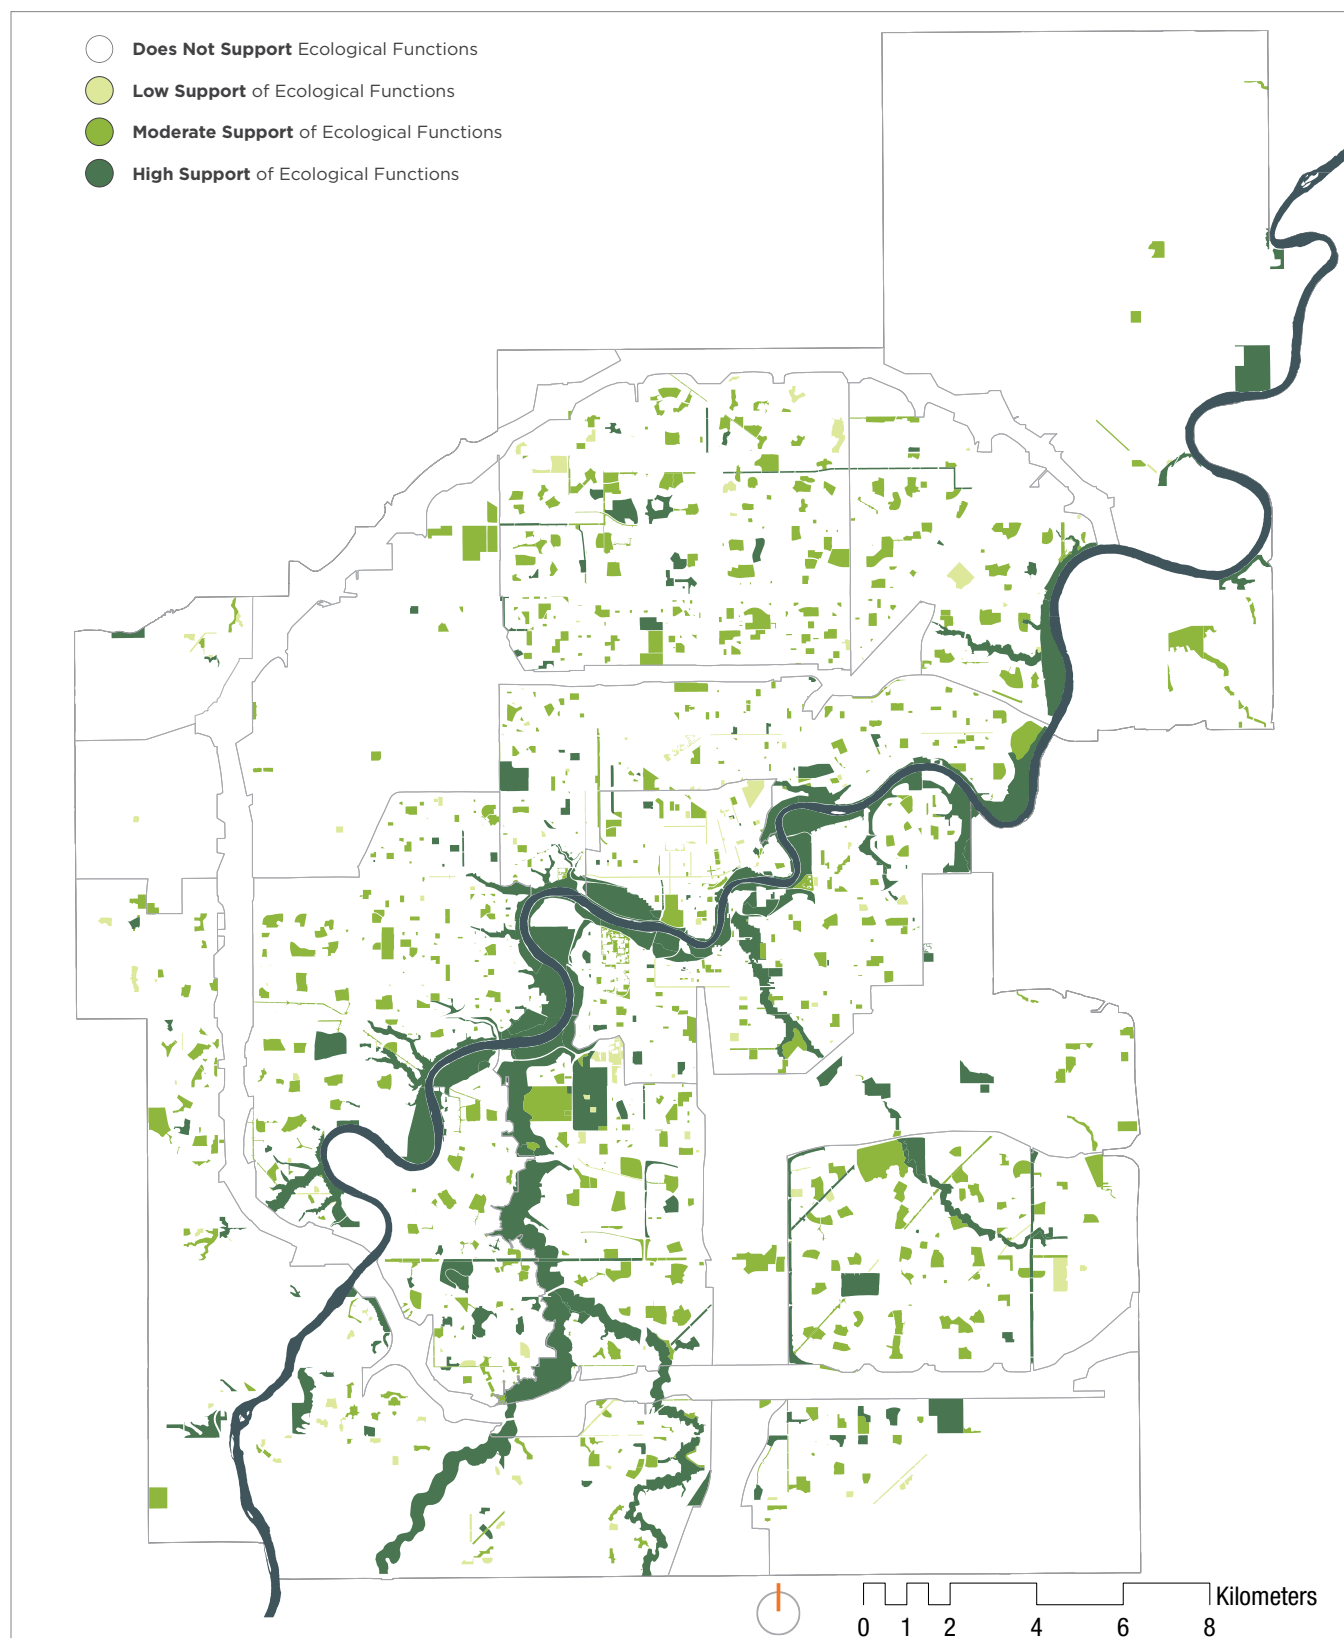 Does Not Support Ecological Functions
Low Support of Ecological Functions
Moderate Support of Ecological Functions
High Support of Ecological Functions
Kilometers
0 1 2 4 6 8